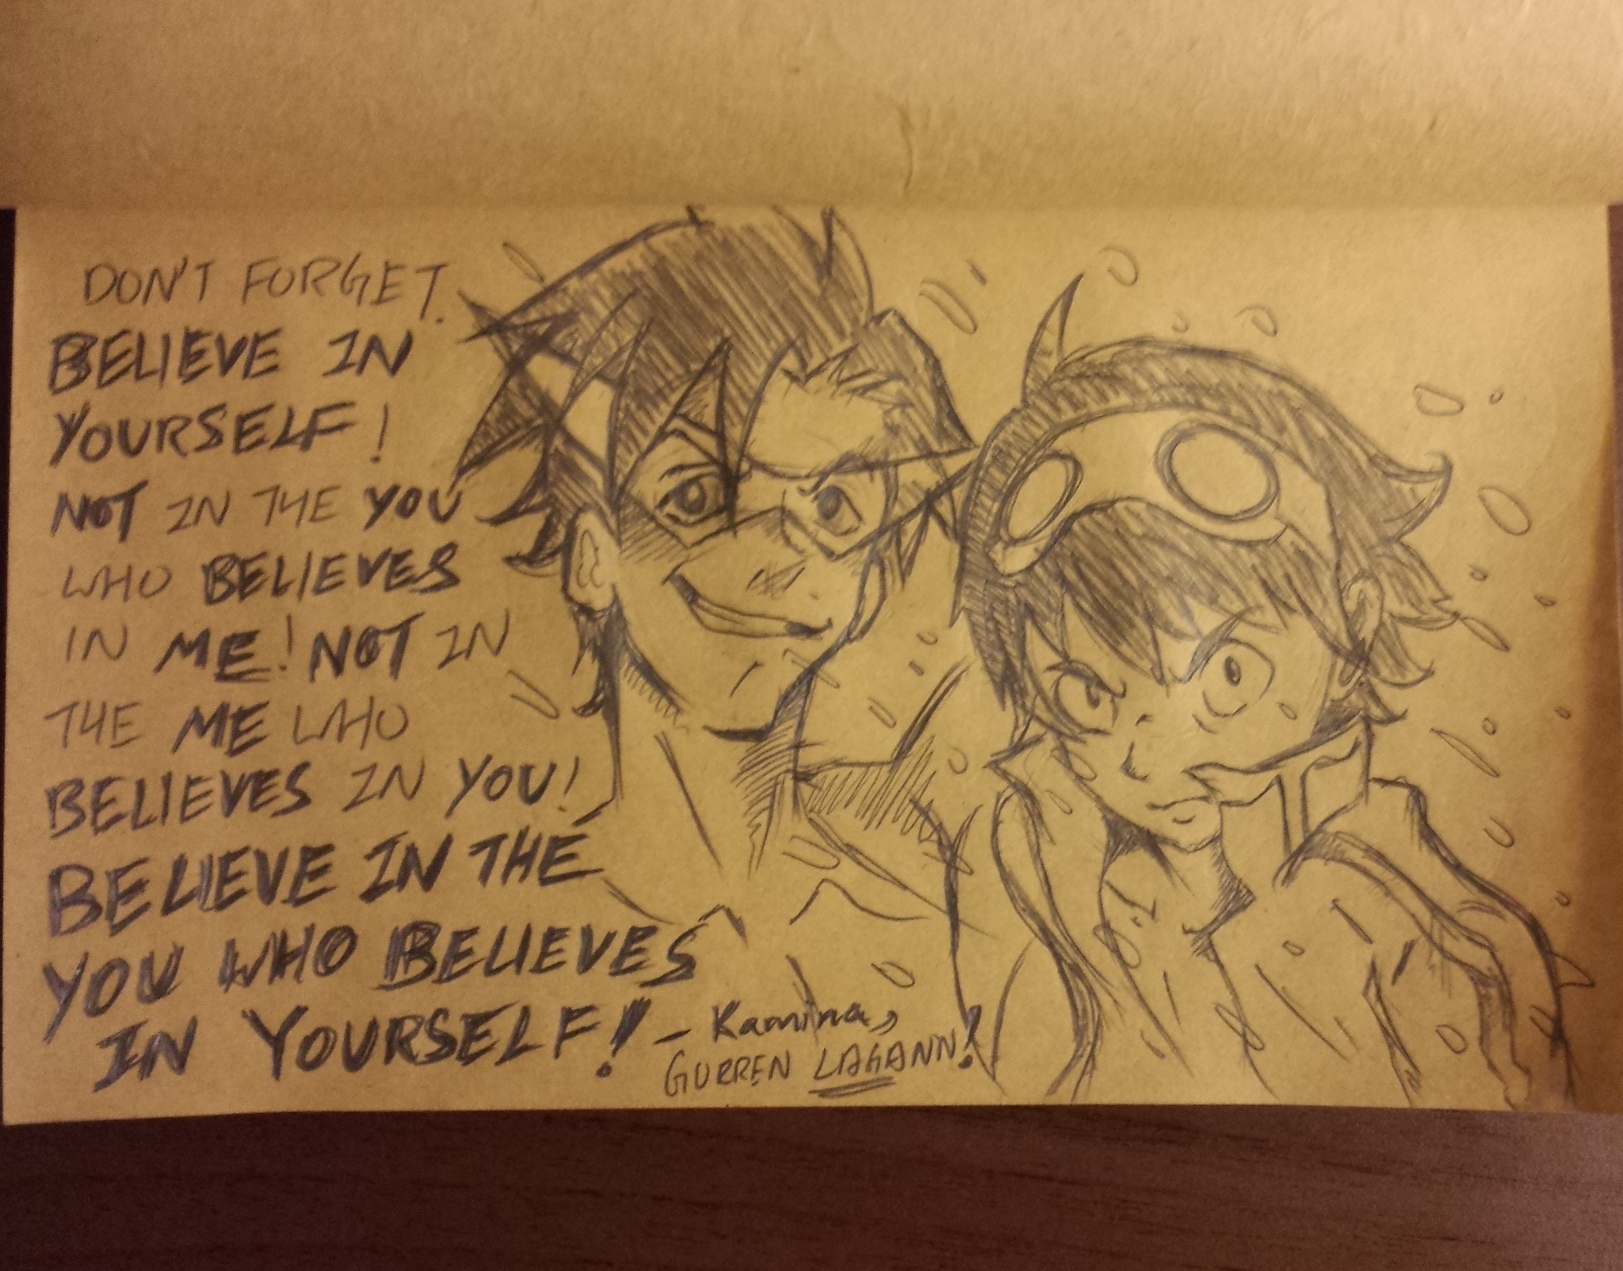 DON'T FORGET.
BELIEVE IN
YOURSELF!
NOT IN THE YOU
WHO BELIEVES
IN ME! NOT IN
THE ME WHO
BELIEVES IN YOU!
BELIEVE IN THE
YOU WHO BELIEVES
IN YOURSELF! - Kamina,
GURREN LAGANN!